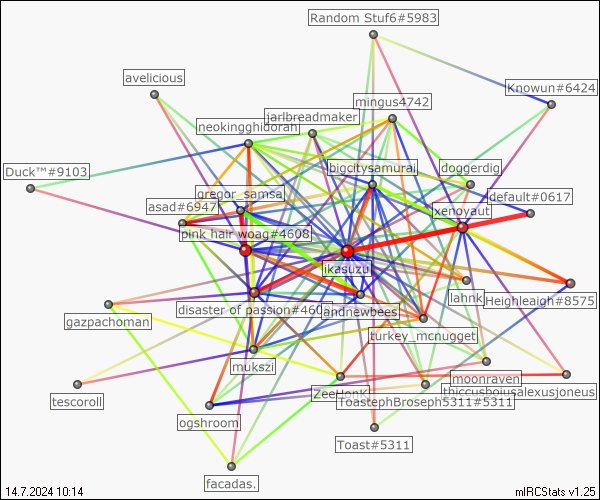 Random Stuf6#5983
avelicious
Knowun#6424
mingus4742
jarlbreadmaker
neokingghidorah
bigcitysamurai
doggerdig
Duck™#9103
gregor_samsa
default#0617
asad#6947
xenoyaut
pink hair woag#4608
ikasuzu
lahnk
Heighleaigh#8575
disaster of passion#460
andnewbees
gazpachoman
turkey_mcnugget
mukszi
moonraven
tescoroll
thiccusboiusalexusjoneus
ToastephBroseph5311#5311
ogshroom
Toast#5311
facadas.
14.7.2024 10:14
mIRCStats v1.25